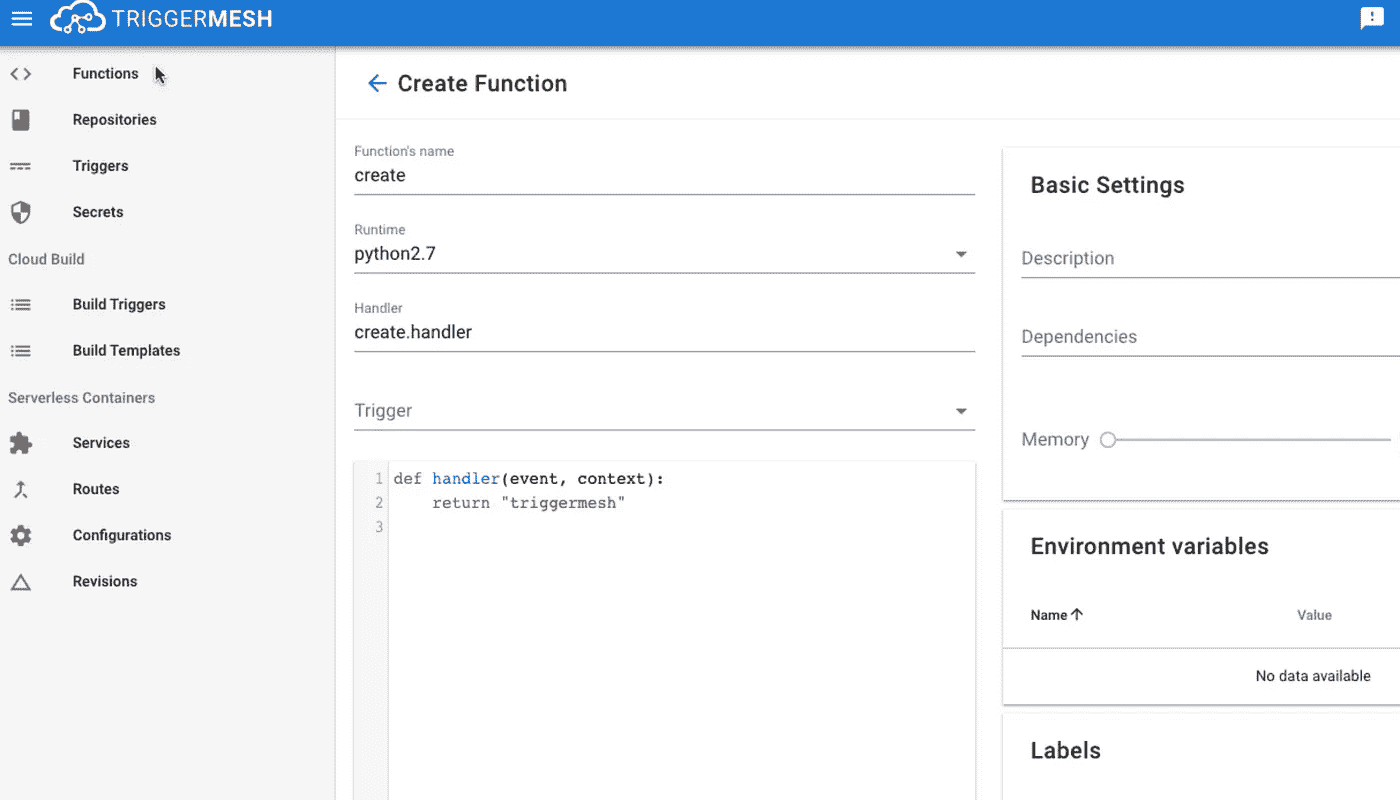 TRIGGERMESH
Functions
Repositories
Triggers
Secrets
Cloud Build
Build Triggers
Build Templates
Serverless Containers
Services
Routes
Configurations
Revisions
Create Function
Function's name
create
Runtime
python2.7
Handler
create.handler
Trigger
1 def handler(event, context):
2 return "triggermesh"
3
Basic Settings
Description
Dependencies
Memory
Environment variables
Name Value
No data available
Labels